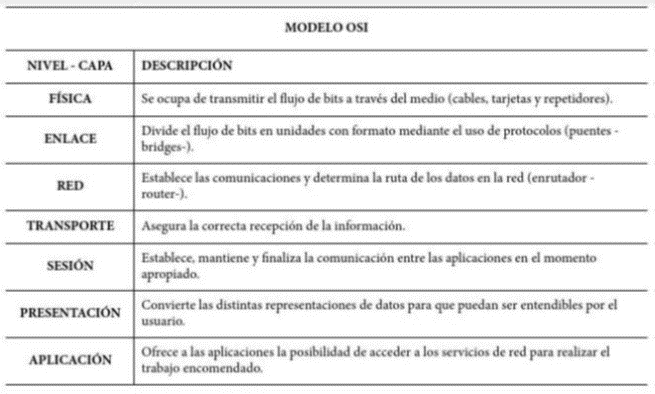 MODELO OSI
NIVEL - CAPA DESCRIPCIÓN
FÍSICA Se ocupa de transmitir el flujo de bits a través del medio (cables, tarjetas y repetidores).
ENLACE Divide el flujo de bits en unidades con formato mediante el uso de protocolos (puentes -
bridges-).
RED Establece las comunicaciones y determina la ruta de los datos en la red (enrutador -
router-).
TRANSPORTE Asegura la correcta recepción de la información.
SESIÓN Establece, mantiene y finaliza la comunicación entre las aplicaciones en el momento
apropiado.
PRESENTACIÓN Convierte las distintas representaciones de datos para que puedan ser entendibles por el
usuario.
APLICACIÓN Ofrece a las aplicaciones la posibilidad de acceder a los servicios de red para realizar el
trabajo encomendado.